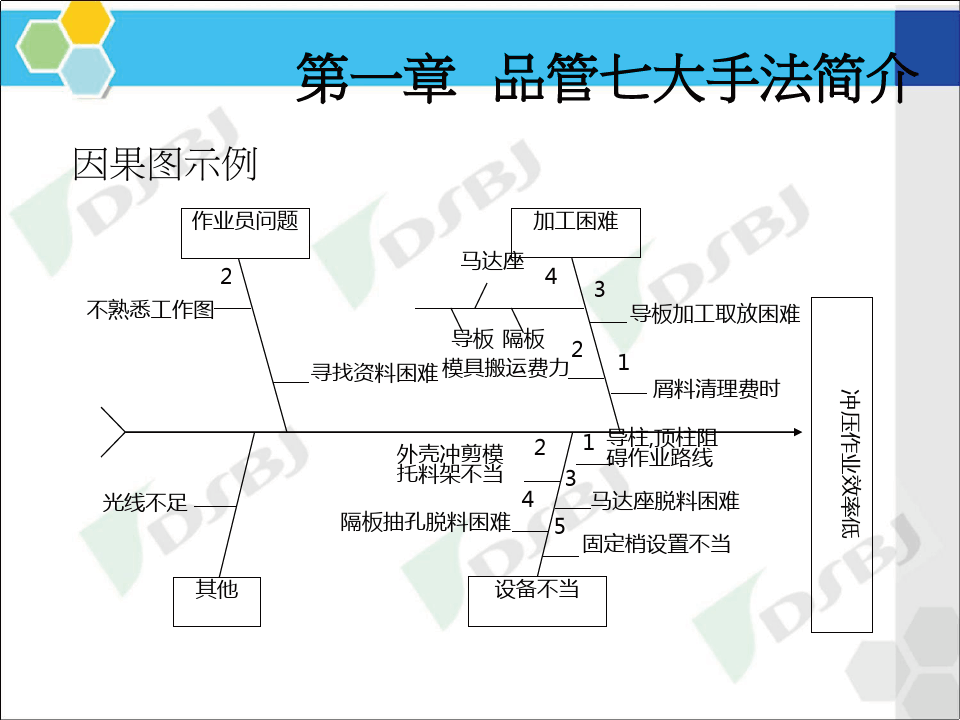 第一章 品管七大手法简介
因果图示例
作业员问题
加工困难
马达座
2
4
3
不熟悉工作图
导板加工取放困难
导板 隔板
2
1
寻找资料困难
模具搬运费力
屑料清理费时
冲压作业效率低
外壳冲剪模
托料架不当
2
1
导柱,顶柱阻
碍作业路线
3
光线不足
4
马达座脱料困难
隔板抽孔脱料困难
5
固定梢设置不当
其他
设备不当
DSBJ
DSBJ
DSBJ
DSBJ
DSBJ
DSBJ